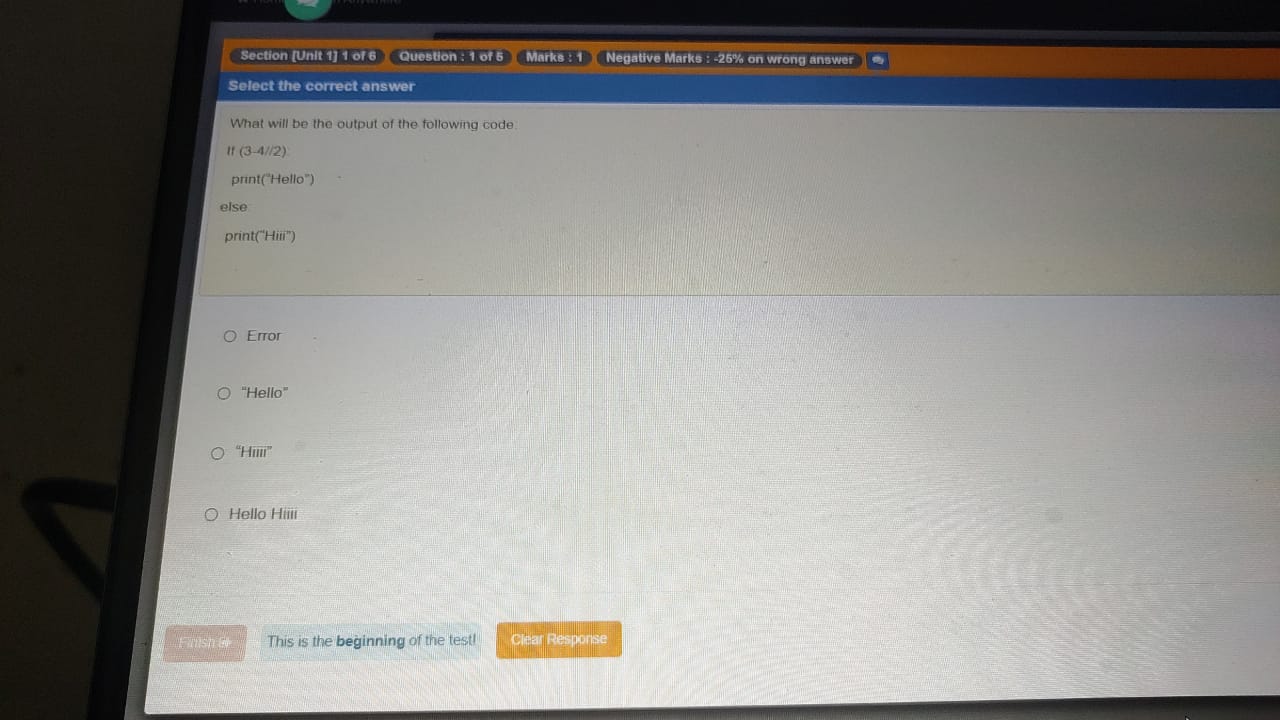 Section [Unit 1] 1 of 6 Question : 1 of 5 Marks : 1 Negative Marks : -25% on wrong answer
Select the correct answer
What will be the output of the following code.
If (3-4//2):
print("Hello")
else:
print("Hiii")
Error
"Hello"
"Hiiii"
Hello Hiiii
Finish
This is the beginning of the test!
Clear Response